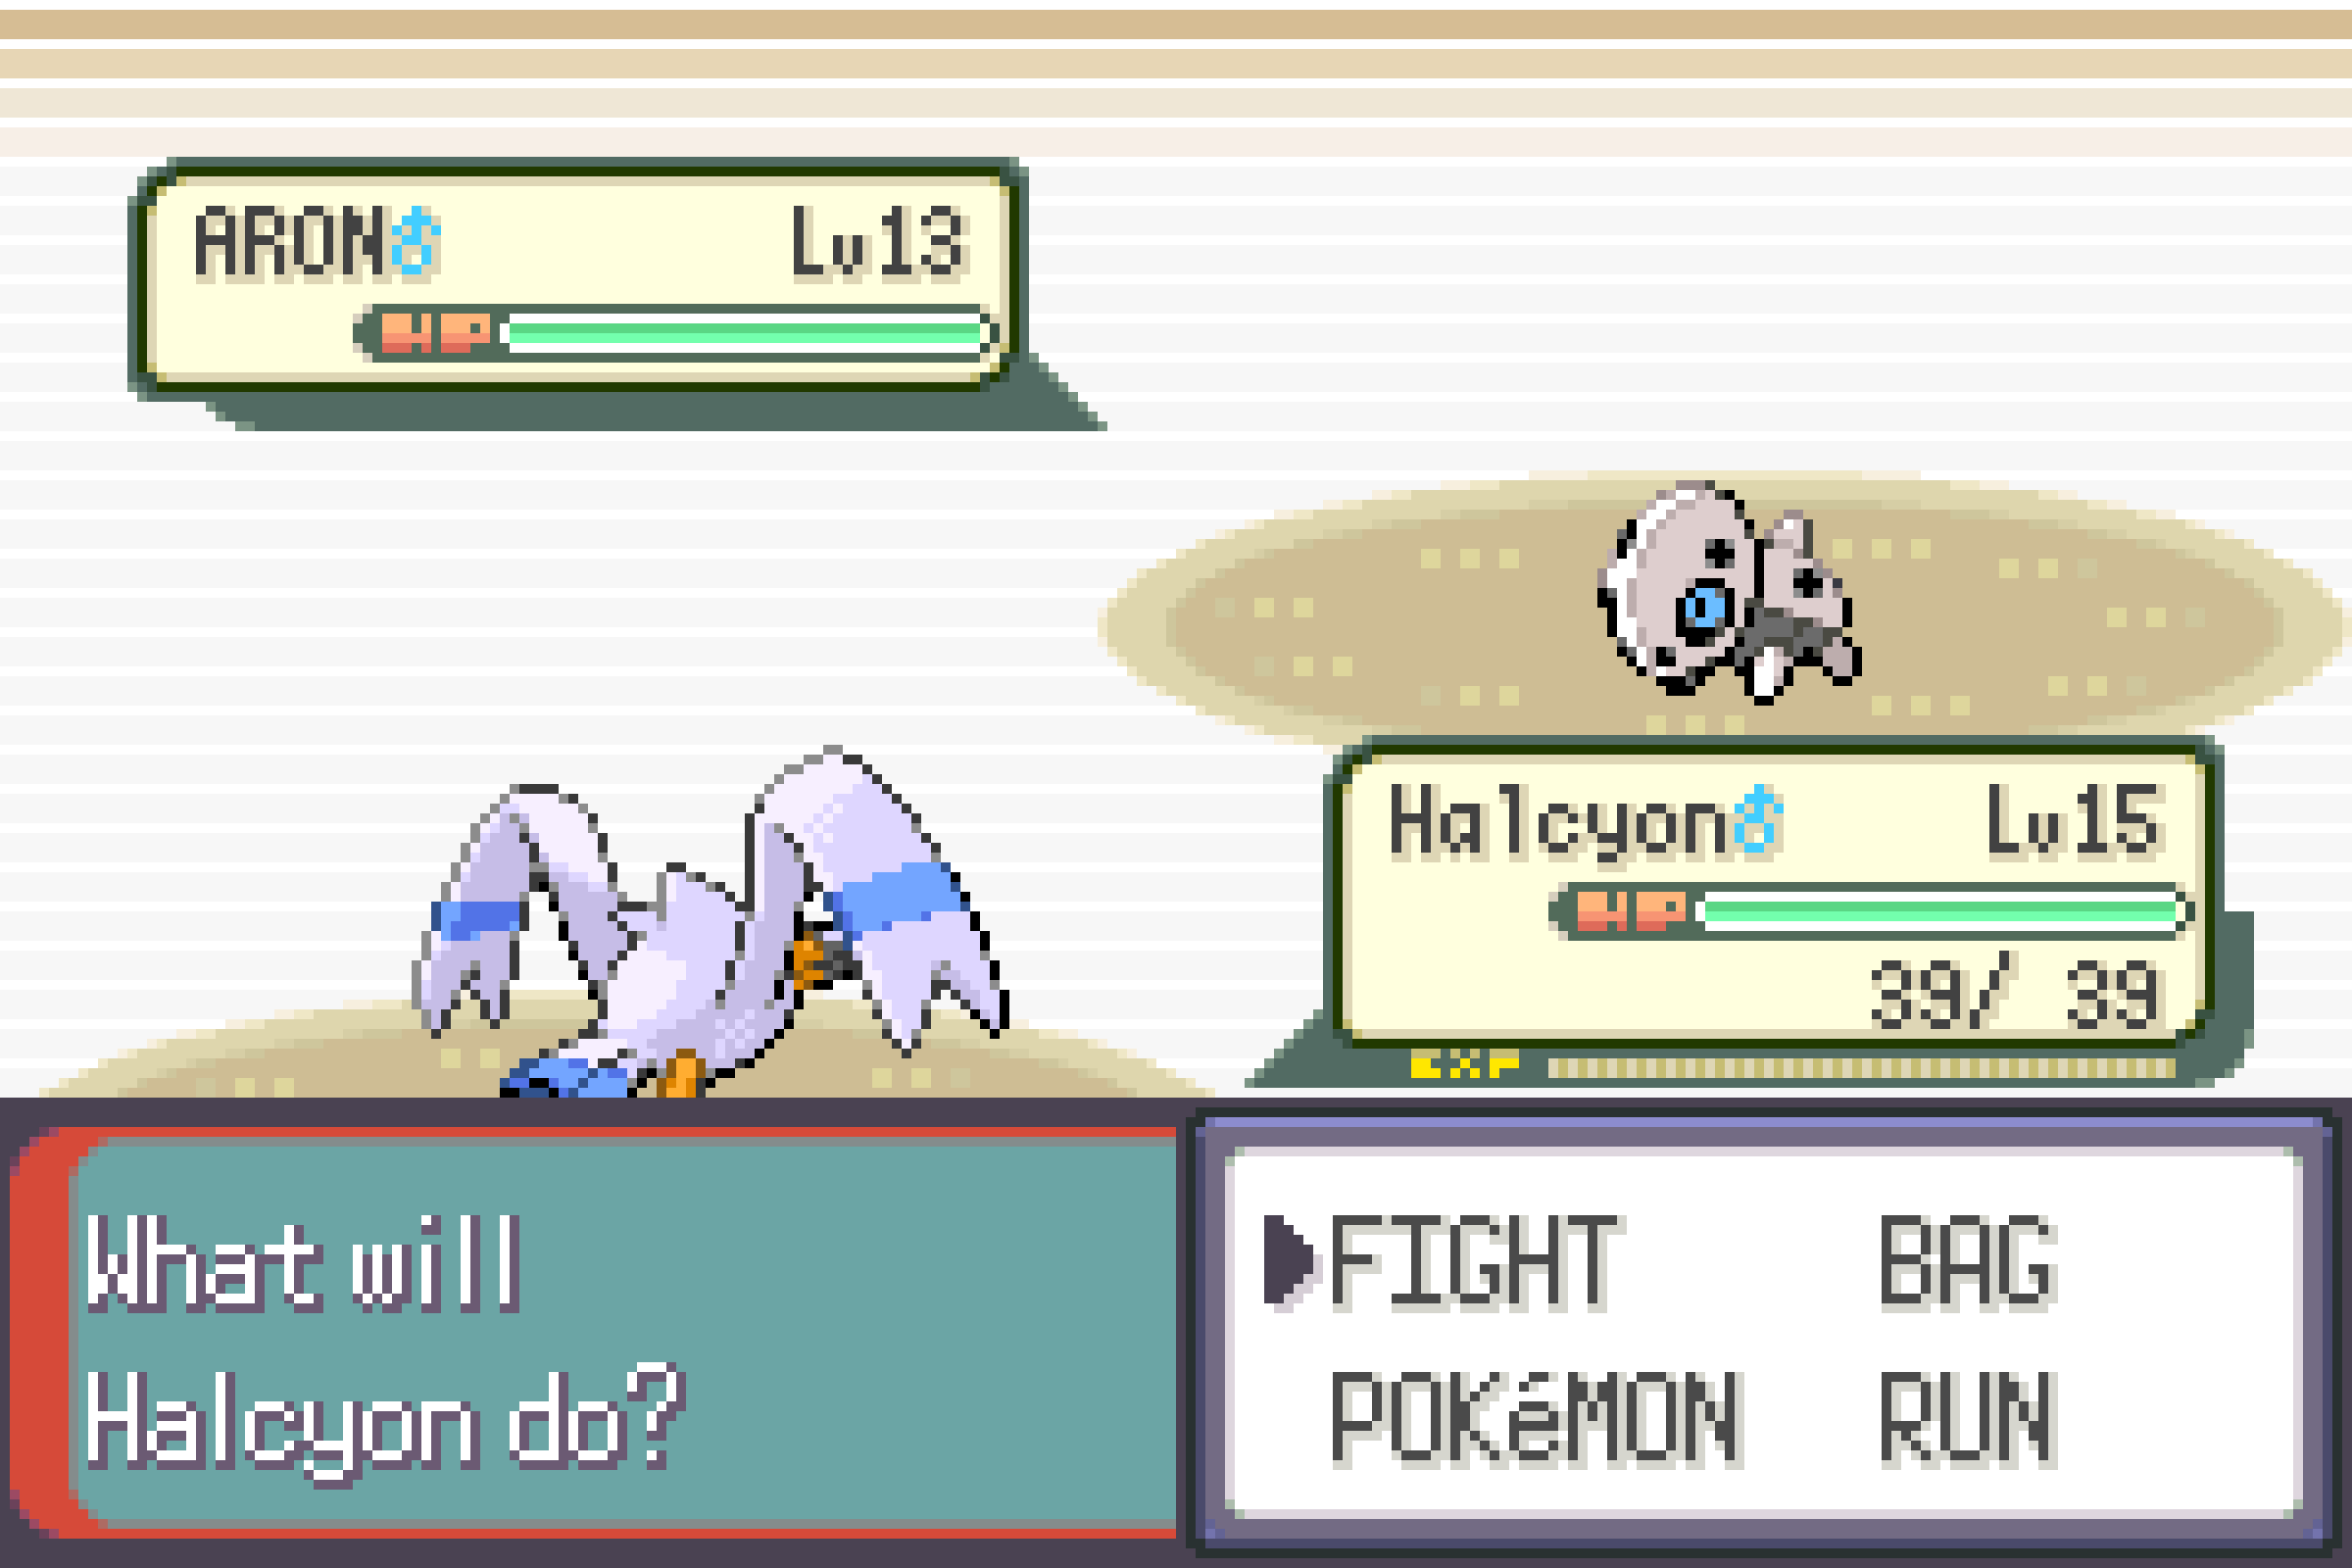 ARON♂ Lv13
HP
Halcyon♂ Lv15
HP
39/ 39
EXP
What will
Halcyon do?
FIGHT BAG
POKéMON RUN